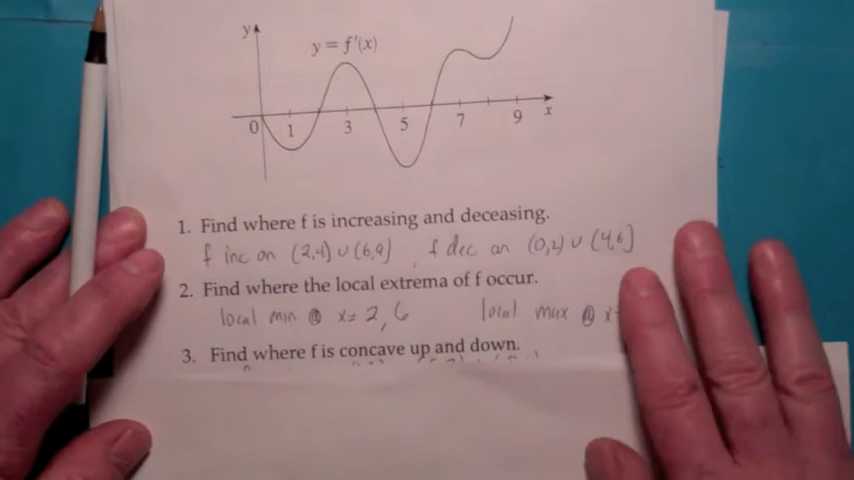 y
y = f'(x)
0 1 3 5 7 9 x
1. Find where f is increasing and deceasing.
f inc on (2,4) ∪ (6,9) , f dec on (0,2) ∪ (4,6)
2. Find where the local extrema of f occur.
local min @ x= 2, 6 local max @ x
3. Find where f is concave up and down.